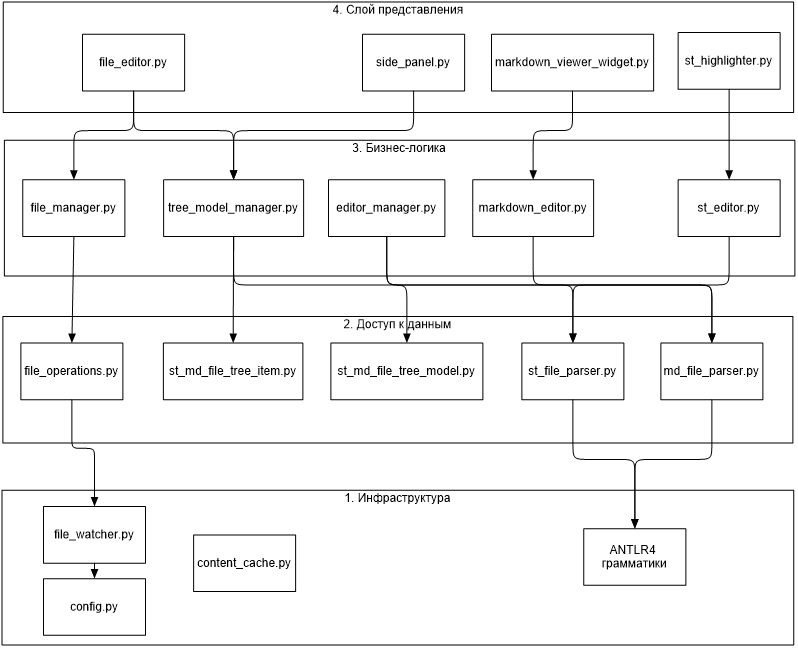 4. Слой представления
file_editor.py
side_panel.py
markdown_viewer_widget.py
st_highlighter.py
3. Бизнес-логика
file_manager.py
tree_model_manager.py
editor_manager.py
markdown_editor.py
st_editor.py
2. Доступ к данным
file_operations.py
st_md_file_tree_item.py
st_md_file_tree_model.py
st_file_parser.py
md_file_parser.py
1. Инфраструктура
file_watcher.py
content_cache.py
ANTLR4
грамматики
config.py